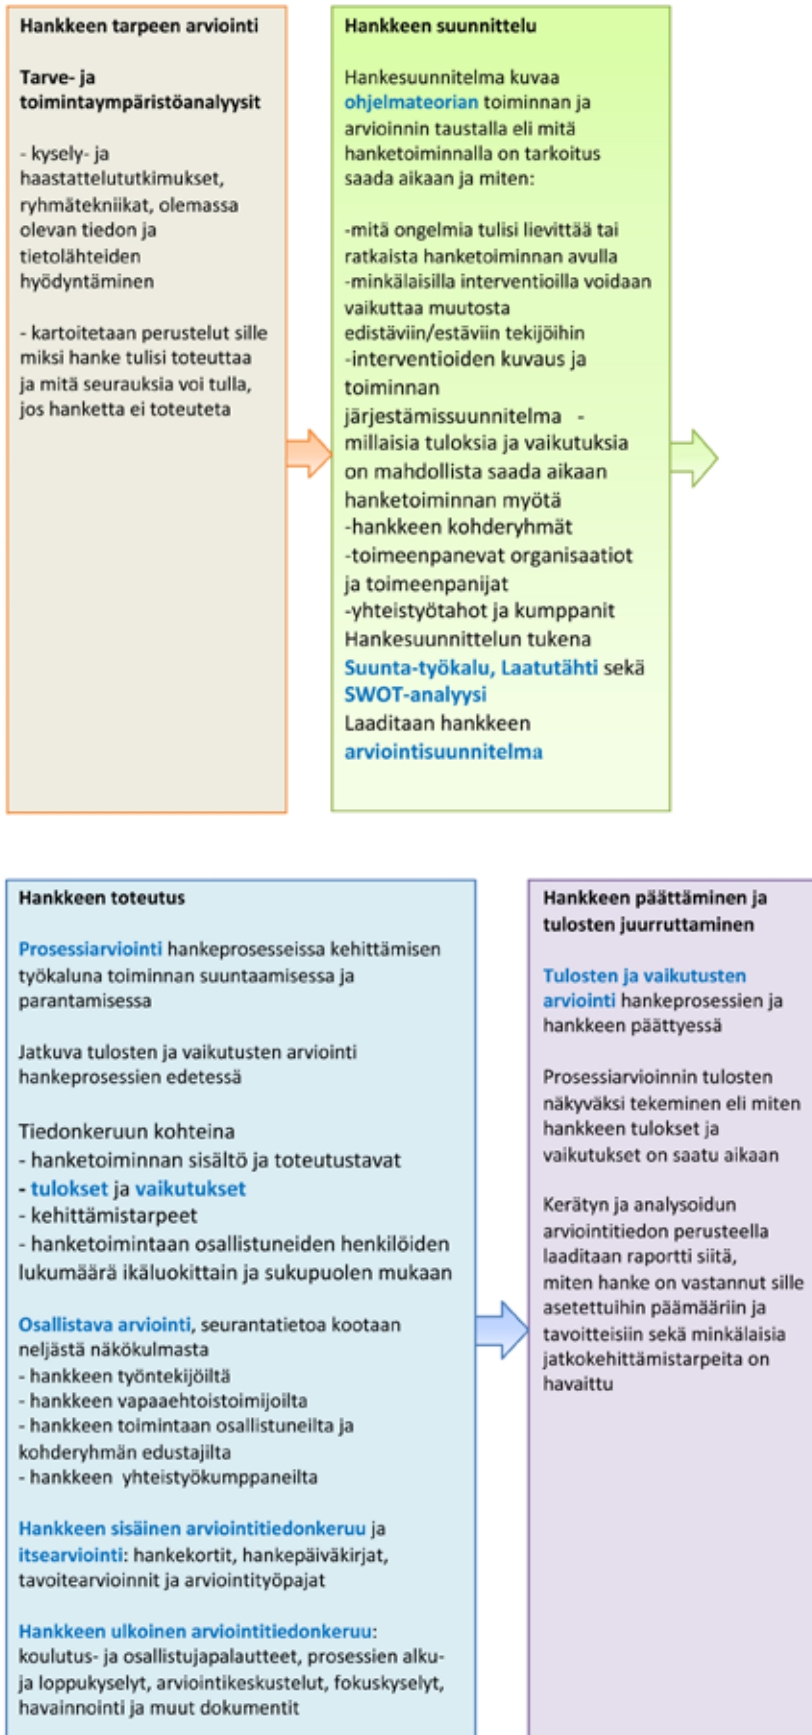 Hankkeen tarpeen arviointi
Tarve- ja
toimintaympäristöanalyysit
- kysely- ja
haastattelututkimukset,
ryhmätekniikat, olemassa
olevan tiedon ja
tietolähteiden
hyödyntäminen
- kartoitetaan perustelut sille
miksi hanke tulisi toteuttaa
ja mitä seurauksia voi tulla,
jos hanketta ei toteuteta
Hankkeen suunnittelu
Hankesuunnitelma kuvaa
ohjelmateorian toiminnan ja
arvioinnin taustalla eli mitä
hanketoiminnalla on tarkoitus
saada aikaan ja miten:
-mitä ongelmia tulisi lievittää tai
ratkaista hanketoiminnan avulla
-minkälaisilla interventioilla voidaan
vaikuttaa muutosta
edistäviin/estäviin tekijöihin
-interventioiden kuvaus ja
toiminnan
järjestämissuunnitelma -
millaisia tuloksia ja vaikutuksia
on mahdollista saada aikaan
hanketoiminnan myötä
-hankkeen kohderyhmät
-toimeenpanevat organisaatiot
ja toimeenpanijat
-yhteistyötahot ja kumppanit
Hankesuunnittelun tukena
Suunta-työkalu, Laatutähti sekä
SWOT-analyysi
Laaditaan hankkeen
arviointisuunnitelma
Hankkeen toteutus
Prosessiarviointi hankeprosesseissa kehittämisen
työkaluna toiminnan suuntaamisessa ja
parantamisessa
Jatkuva tulosten ja vaikutusten arviointi
hankeprosessien edetessä
Tiedonkeruun kohteina
- hanketoiminnan sisältö ja toteutustavat
- tulokset ja vaikutukset
- kehittämistarpeet
- hanketoimintaan osallistuneiden henkilöiden
lukumäärä ikäluokittain ja sukupuolen mukaan
Osallistava arviointi, seurantatietoa kootaan
neljästä näkökulmasta
- hankkeen työntekijöiltä
- hankkeen vapaaehtoistoimijoilta
- hankkeen toimintaan osallistuneilta ja
kohderyhmän edustajilta
- hankkeen yhteistyökumppaneilta
Hankkeen sisäinen arviointitiedonkeruu ja
itsearviointi: hankekortit, hankepäiväkirjat,
tavoitearvioinnit ja arviointityöpajat
Hankkeen ulkoinen arviointitiedonkeruu:
koulutus- ja osallistujapalautteet, prosessien alku-
ja loppukyselyt, arviointikeskustelut, fokuskyselyt,
havainnointi ja muut dokumentit
Hankkeen päättäminen ja
tulosten juurruttaminen
Tulosten ja vaikutusten
arviointi hankeprosessien ja
hankkeen päättyessä
Prosessiarvioinnin tulosten
näkyväksi tekeminen eli miten
hankkeen tulokset ja
vaikutukset on saatu aikaan
Kerätyn ja analysoidun
arviointitiedon perusteella
laaditaan raportti siitä,
miten hanke on vastannut sille
asetettuihin päämääriin ja
tavoitteisiin sekä minkälaisia
jatkokehittämistarpeita on
havaittu